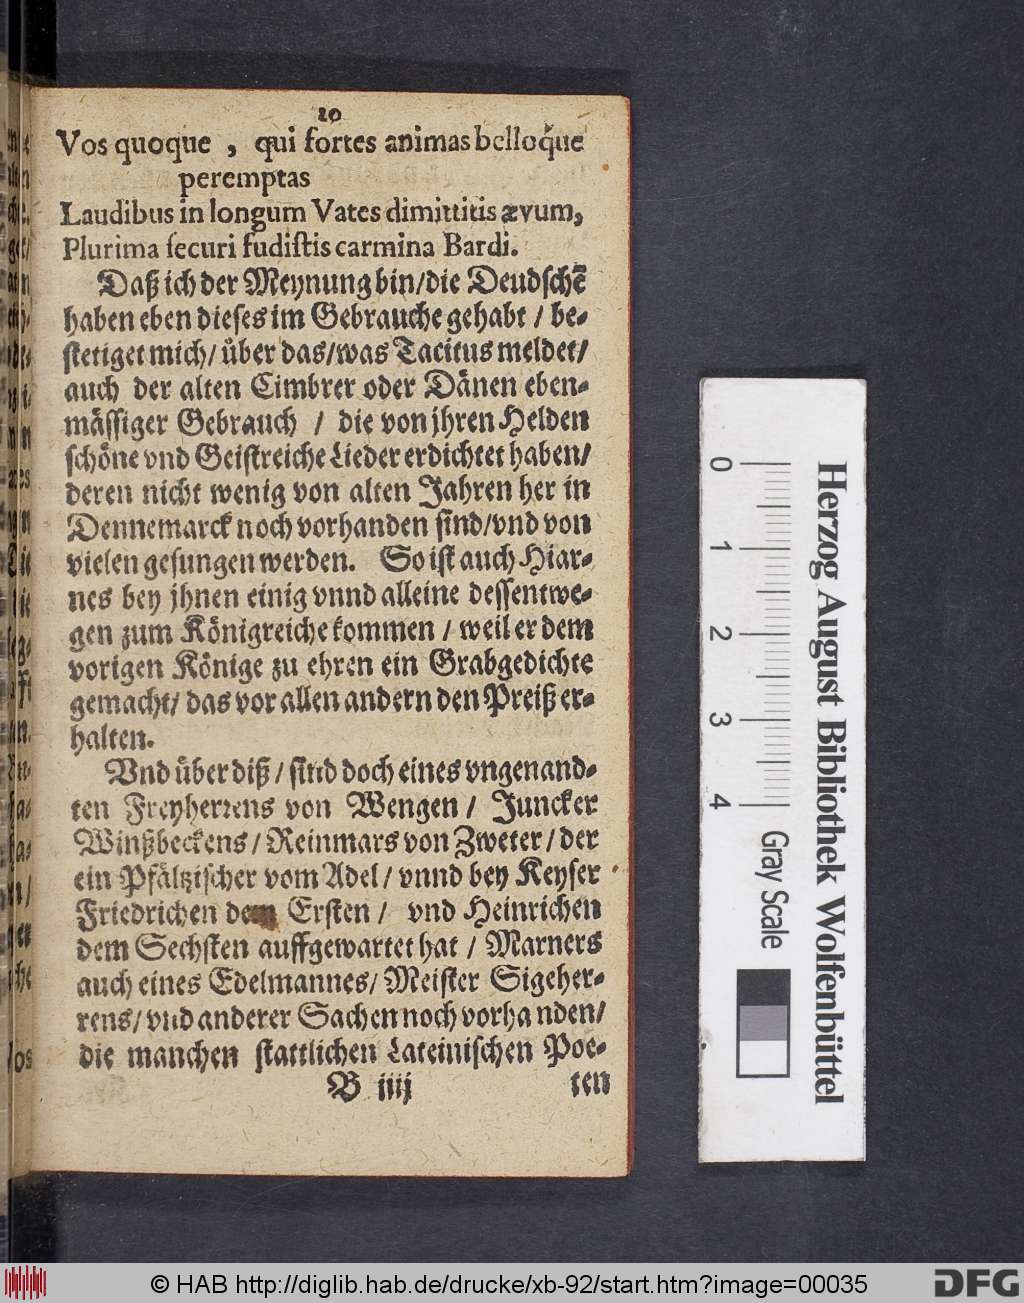 20
Vos quoque , qui fortes animas belloque
peremptas
Laudibus in longum Vates dimittitis ævum,
Plurima securi fudistis carmina Bardi.
Daß ich der Meynung bin/die Deudschẽ
haben eben dieses im Gebrauche gehabt / be-
stetiget mich/ über das/was Tacitus meldet/
auch der alten Cimbrer oder Dänen eben-
mässiger Gebrauch / die von jhren Helden
schöne vnd Geistreiche Lieder erdichtet haben/
deren nicht wenig von alten Jahren her in
Dennemarck noch vorhanden sind/vnd von
vielen gesungen werden. So ist auch Hiar-
nes bey jhnen einig vnnd alleine dessentwe-
gen zum Königreiche kommen / weil er dem
vorigen Könige zu ehren ein Grabgedichte
gemacht/ das vor allen andern den Preiß er-
halten.
Vnd über diß / sind doch eines vngenand-
ten Freyherrens von Wengen / Juncker
Winßbeckens / Reinmars von Zweter / der
ein Pfältzischer vom Adel / vnnd bey Keyser
Friedrichen dem Ersten / vnd Heinrichen
dem Sechsten auffgewartet hat / Marners
auch eines Edelmannes/ Meister Sigeher-
rens/ vnd anderer Sachen noch vorhanden/
die manchen stattlichen Lateinischen Poe-
B iiij ten
0 1 2 3 4
Gray Scale
Herzog August Bibliothek Wolfenbüttel
© HAB http://diglib.hab.de/drucke/xb-92/start.htm?image=00035
DFG